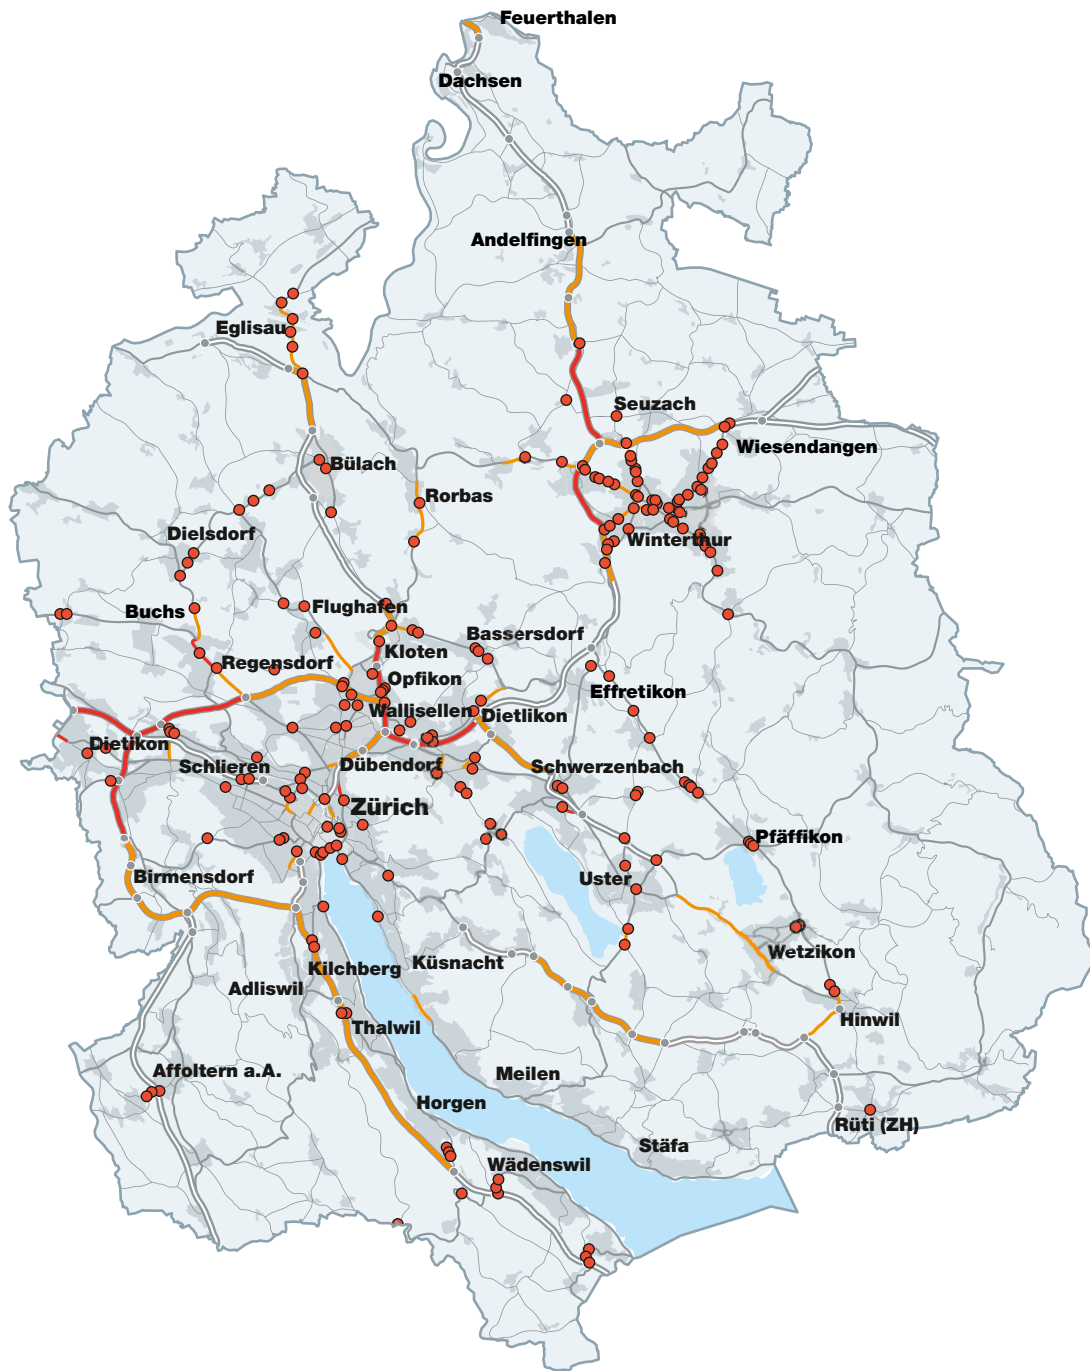 Feuerthalen
Dachsen
Andelfingen
Eglisau
Seuzach
Wiesendangen
Bülach
Rorbas
Dielsdorf
Winterthur
Buchs
Flughafen
Bassersdorf
Kloten
Regensdorf
Opfikon
Effretikon
Wallisellen
Dietlikon
Dietikon
Schlieren
Dübendorf
Schwerzenbach
Zürich
Pfäffikon
Birmensdorf
Uster
Wetzikon
Küsnacht
Kilchberg
Adliswil
Hinwil
Thalwil
Affoltern a.A.
Meilen
Horgen
Rüti (ZH)
Stäfa
Wädenswil